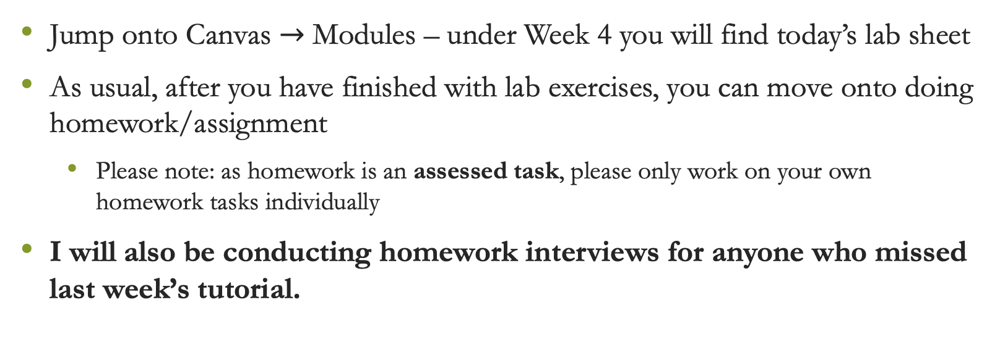 • Jump onto Canvas → Modules – under Week 4 you will find today’s lab sheet
• As usual, after you have finished with lab exercises, you can move onto doing
homework/assignment
• Please note: as homework is an assessed task, please only work on your own
homework tasks individually
• I will also be conducting homework interviews for anyone who missed
last week’s tutorial.